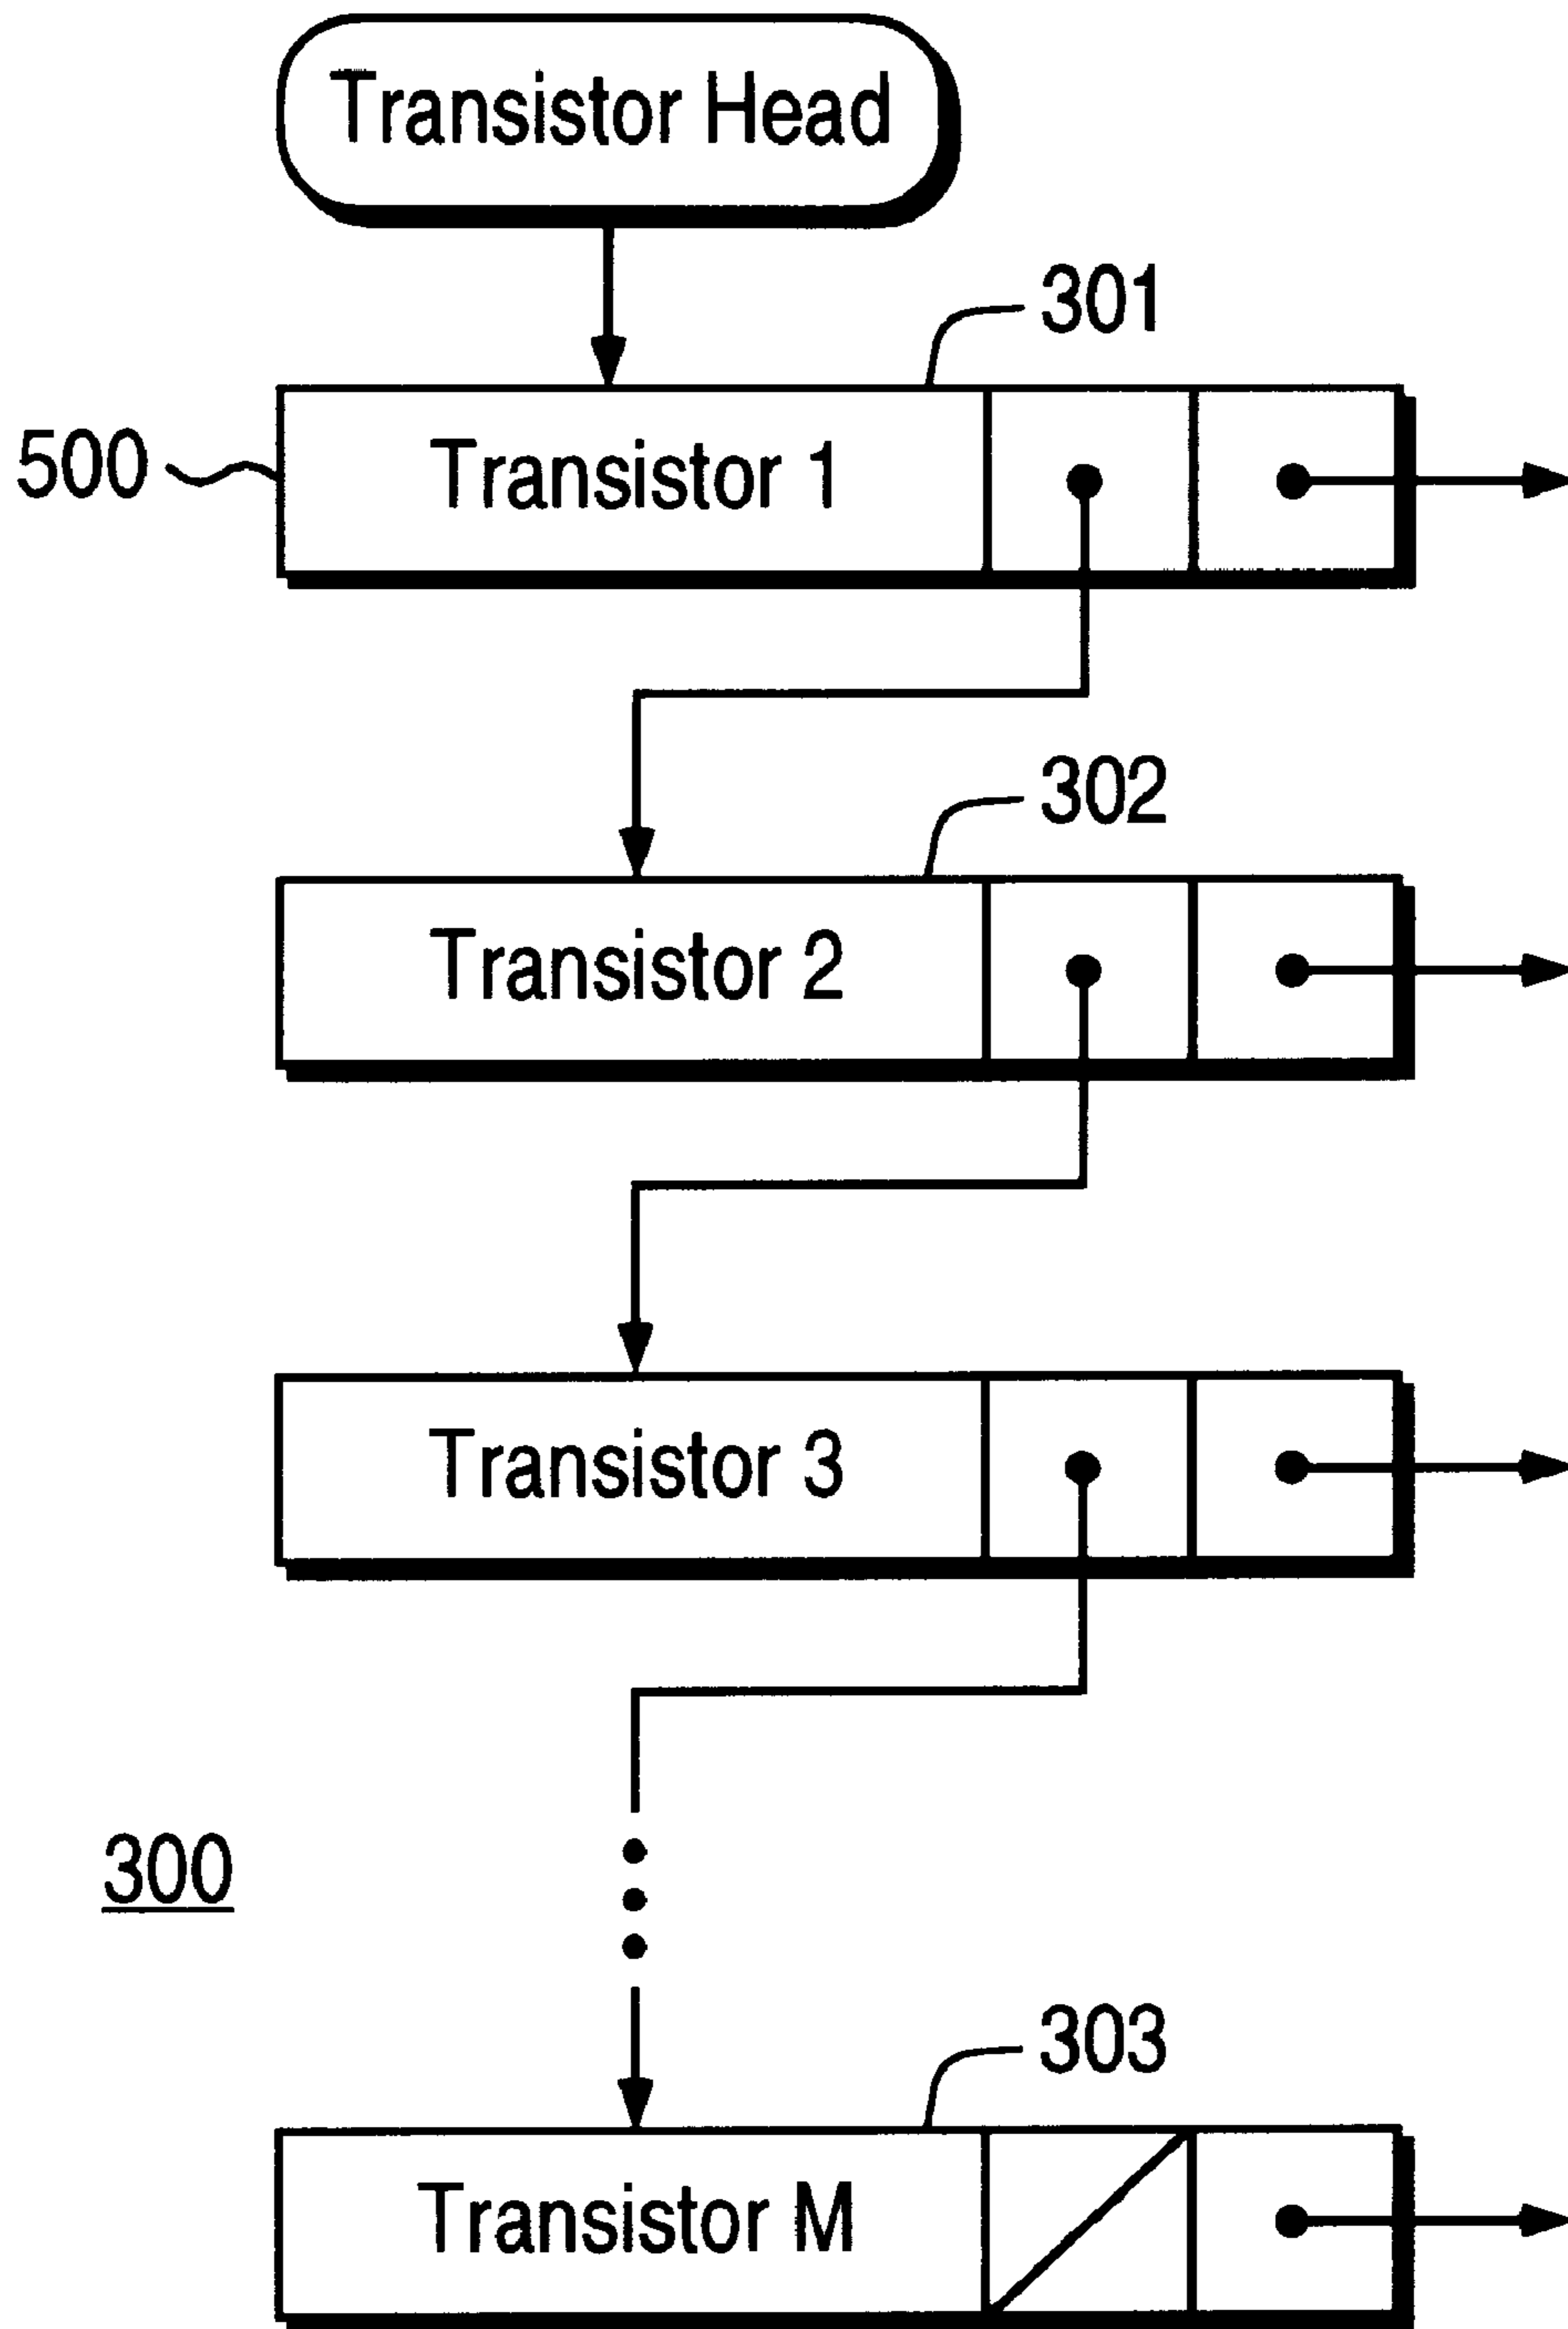 Transistor Head
301
500
Transistor 1
302
Transistor 2
Transistor 3
300
303
Transistor M